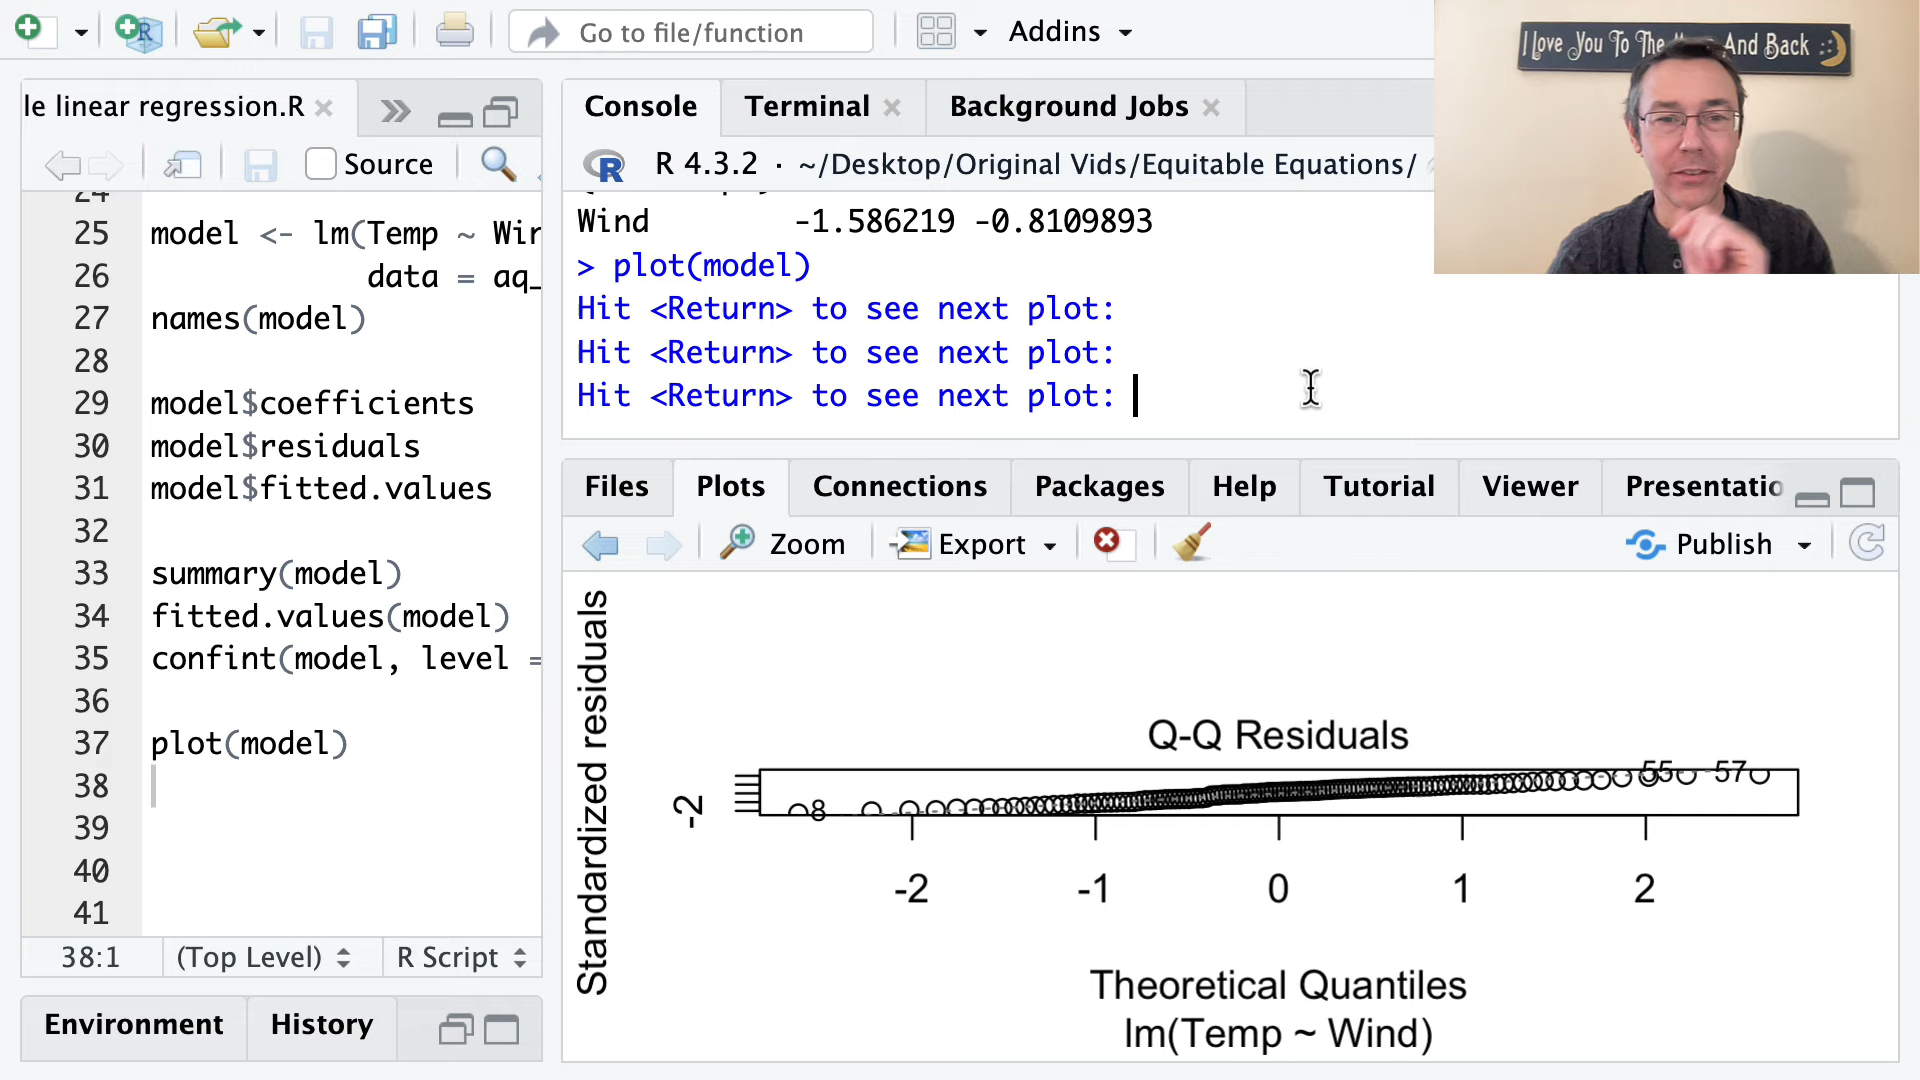 Go to file/function
Addins
I Love You To The And Back
le linear regression.R
Source
25 model <- lm(Temp ~ Wir
26 data = aq_
27 names(model)
28
29 model$coefficients
30 model$residuals
31 model$fitted.values
32
33 summary(model)
34 fitted.values(model)
35 confint(model, level =
36
37 plot(model)
38
39
40
41
38:1 (Top Level) R Script
Environment History
Console Terminal Background Jobs
R 4.3.2 · ~/Desktop/Original Vids/Equitable Equations/
Wind -1.586219 -0.8109893
> plot(model)
Hit <Return> to see next plot:
Hit <Return> to see next plot:
Hit <Return> to see next plot:
Files Plots Connections Packages Help Tutorial Viewer Presentatio
Zoom Export Publish
Q-Q Residuals
Standardized residuals
-2
8 55 57
-2 -1 0 1 2
Theoretical Quantiles
lm(Temp ~ Wind)